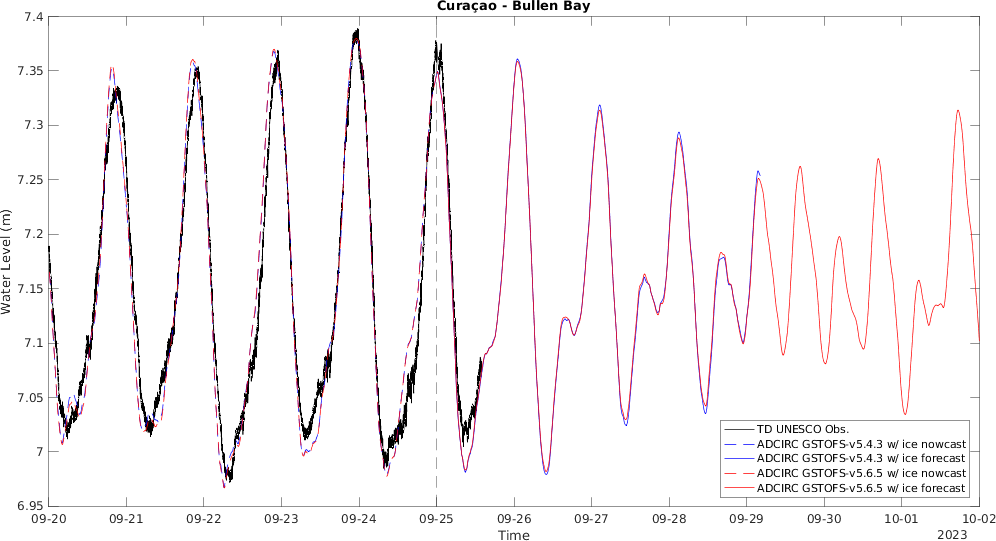 Curaçao - Bullen Bay
Water Level (m)
7.4
7.35
7.3
7.25
7.2
7.15
7.1
7.05
7
6.95
09-20 09-21 09-22 09-23 09-24 09-25 09-26 09-27 09-28 09-29 09-30 10-01 10-02
Time
2023
TD UNESCO Obs.
ADCIRC GSTOFS-v5.4.3 w/ ice nowcast
ADCIRC GSTOFS-v5.4.3 w/ ice forecast
ADCIRC GSTOFS-v5.6.5 w/ ice nowcast
ADCIRC GSTOFS-v5.6.5 w/ ice forecast